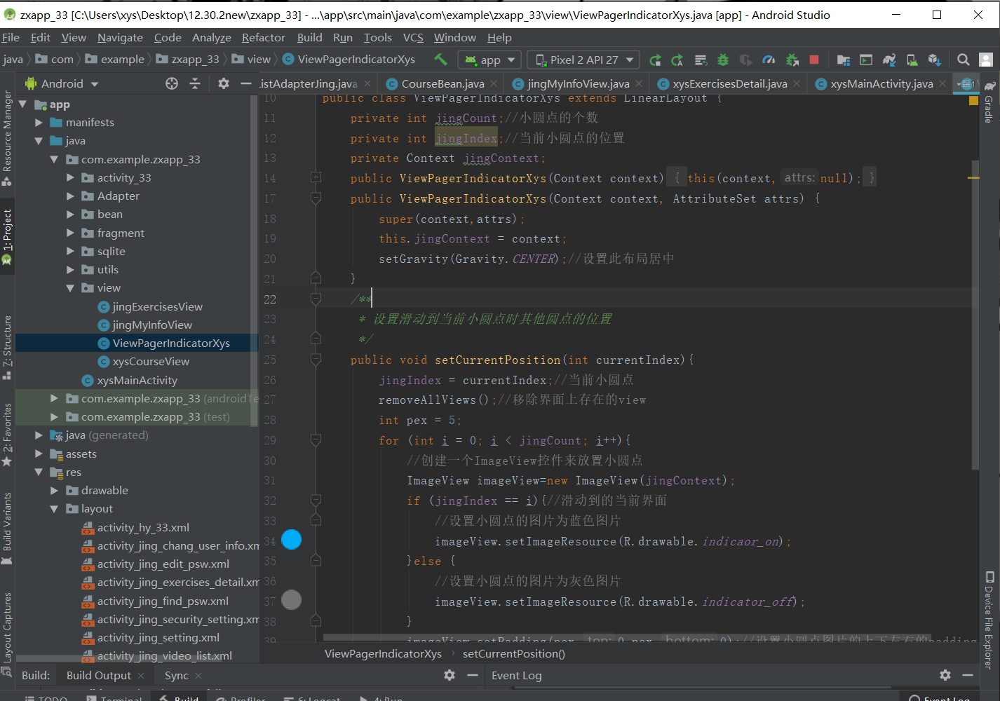 zxapp_33 [C:\Users\xys\Desktop\12.30.2new\zxapp_33] - ...\app\src\main\java\com\example\zxapp_33\view\ViewPagerIndicatorXys.java [app] - Android Studio
File Edit View Navigate Code Analyze Refactor Build Run Tools VCS Window Help
java com example zxapp_33 view ViewPagerIndicatorXys app Pixel 2 API 27
Android
istAdapterJing.java CourseBean.java jingMyInfoView.java xysExercisesDetail.java xysMainActivity.java
Resource Manager
1: Project
7: Structure
2: Favorites
Build Variants
Layout Captures
app
manifests
java
com.example.zxapp_33
activity_33
Adapter
bean
fragment
sqlite
utils
view
jingExercisesView
jingMyInfoView
ViewPagerIndicatorXys
xysCourseView
xysMainActivity
com.example.zxapp_33 (androidTe
com.example.zxapp_33 (test)
java (generated)
assets
res
drawable
layout
activity_hy_33.xml
activity_jing_chang_user_info.xm
activity_jing_edit_psw.xml
activity_jing_exercises_detail.xm
activity_jing_find_psw.xml
activity_jing_security_setting.xm
activity_jing_setting.xml
activity_jing_video_list.xml
10 public class ViewPagerIndicatorXys extends LinearLayout {
11 private int jingCount;//小圆点的个数
12 private int jingIndex;//当前小圆点的位置
13 private Context jingContext;
14 public ViewPagerIndicatorXys(Context context) { this(context, attrs: null); }
17 public ViewPagerIndicatorXys(Context context, AttributeSet attrs) {
18 super(context,attrs);
19 this.jingContext = context;
20 setGravity(Gravity.CENTER);//设置此布局居中
21 }
22 /**
23 * 设置滑动到当前小圆点时其他圆点的位置
24 */
25 public void setCurrentPosition(int currentIndex){
26 jingIndex = currentIndex;//当前小圆点
27 removeAllViews();//移除界面上存在的view
28 int pex = 5;
29 for (int i = 0; i < jingCount; i++){
30 //创建一个ImageView控件来放置小圆点
31 ImageView imageView=new ImageView(jingContext);
32 if (jingIndex == i){//滑动到的当前界面
33 //设置小圆点的图片为蓝色图片
34 imageView.setImageResource(R.drawable.indicaor_on);
35 }else {
36 //设置小圆点的图片为灰色图片
37 imageView.setImageResource(R.drawable.indicator_off);
38 }
39 imageView.setPadding(pex, top: 0,pex, bottom: 0);//设置小圆点图片的上下左右的padding
ViewPagerIndicatorXys setCurrentPosition()
Gradle
Device File Explorer
Build: Build Output Sync Event Log
TODO Terminal Build Profiler 6: Logcat 4: Run Event Log